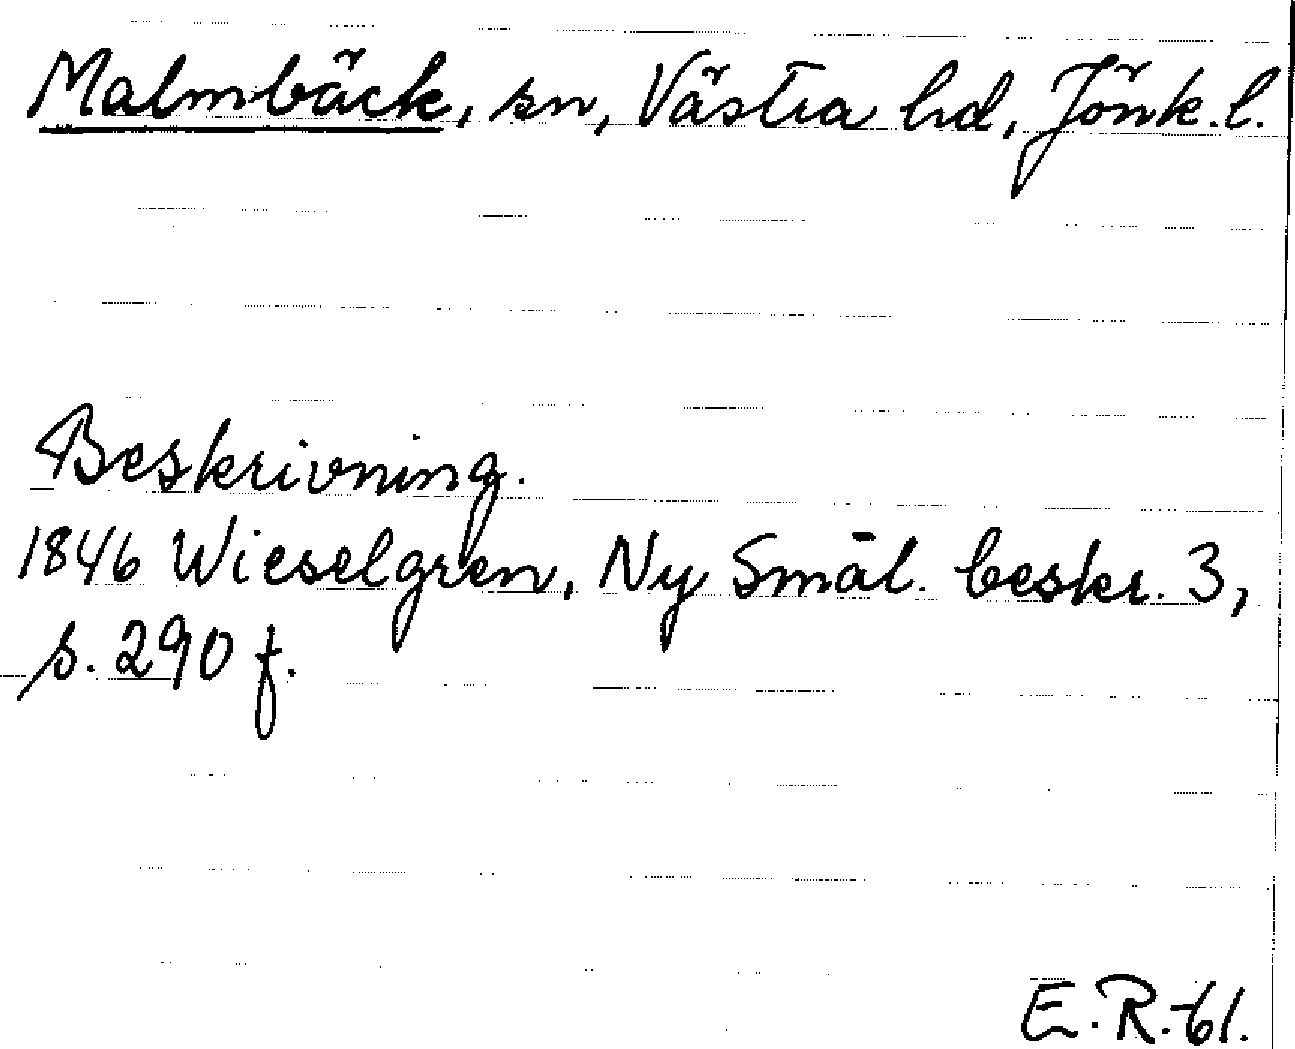 Malmbäck, sn, Västra hd, Jönk. l.
Beskrivning.
1846 Wieselgren, Ny Smål. beskr. 3,
s. 290 f.
E.R.-61.